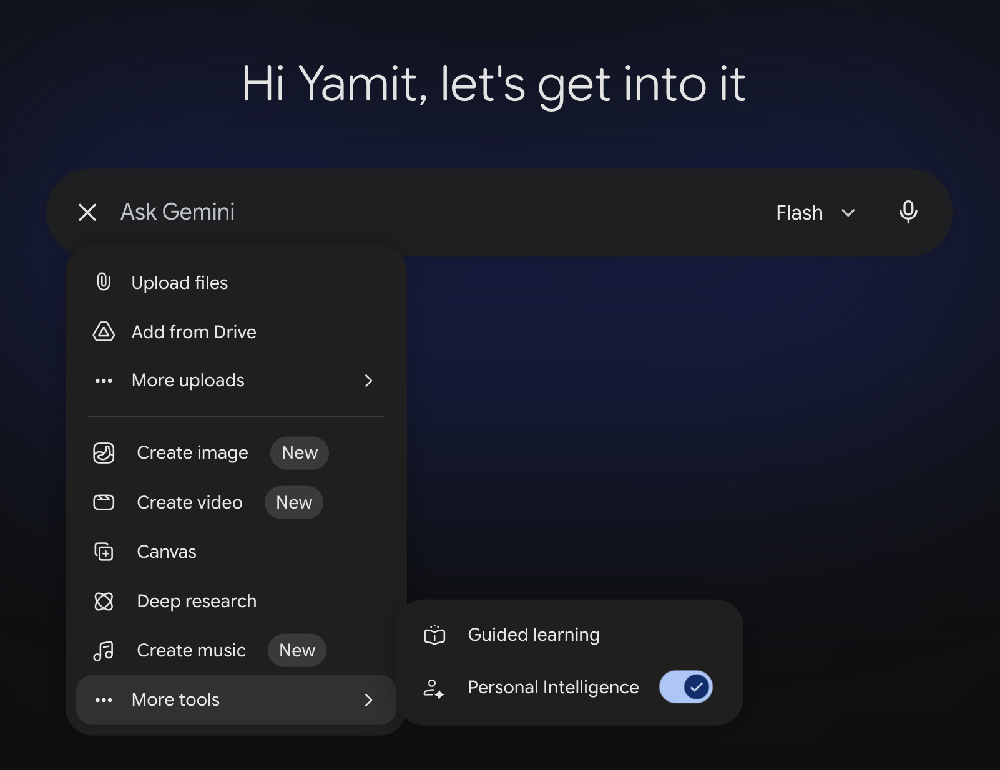 Hi Yamit, let's get into it
Ask Gemini
Flash
Upload files
Add from Drive
More uploads
Create image New
Create video New
Canvas
Deep research
Create music New
More tools
Guided learning
Personal Intelligence